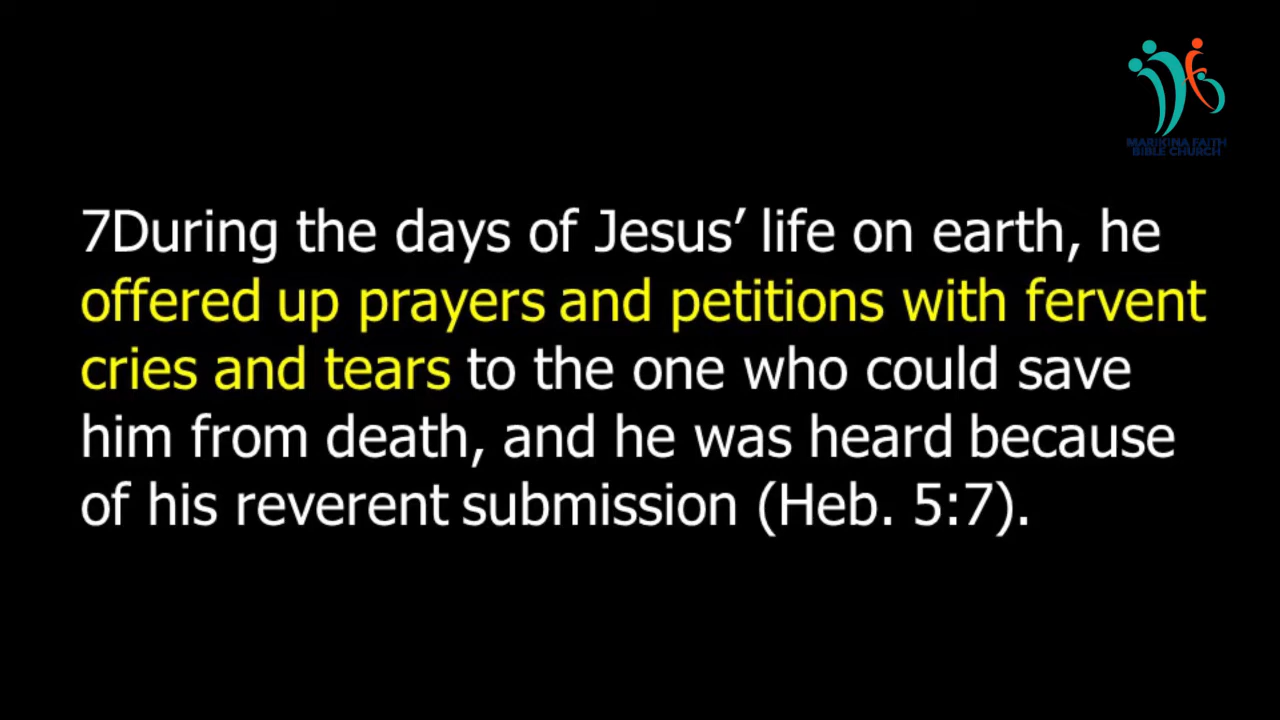 MARIKINA FAITH
BIBLE CHURCH
7During the days of Jesus’ life on earth, he
offered up prayers and petitions with fervent
cries and tears to the one who could save
him from death, and he was heard because
of his reverent submission (Heb. 5:7).